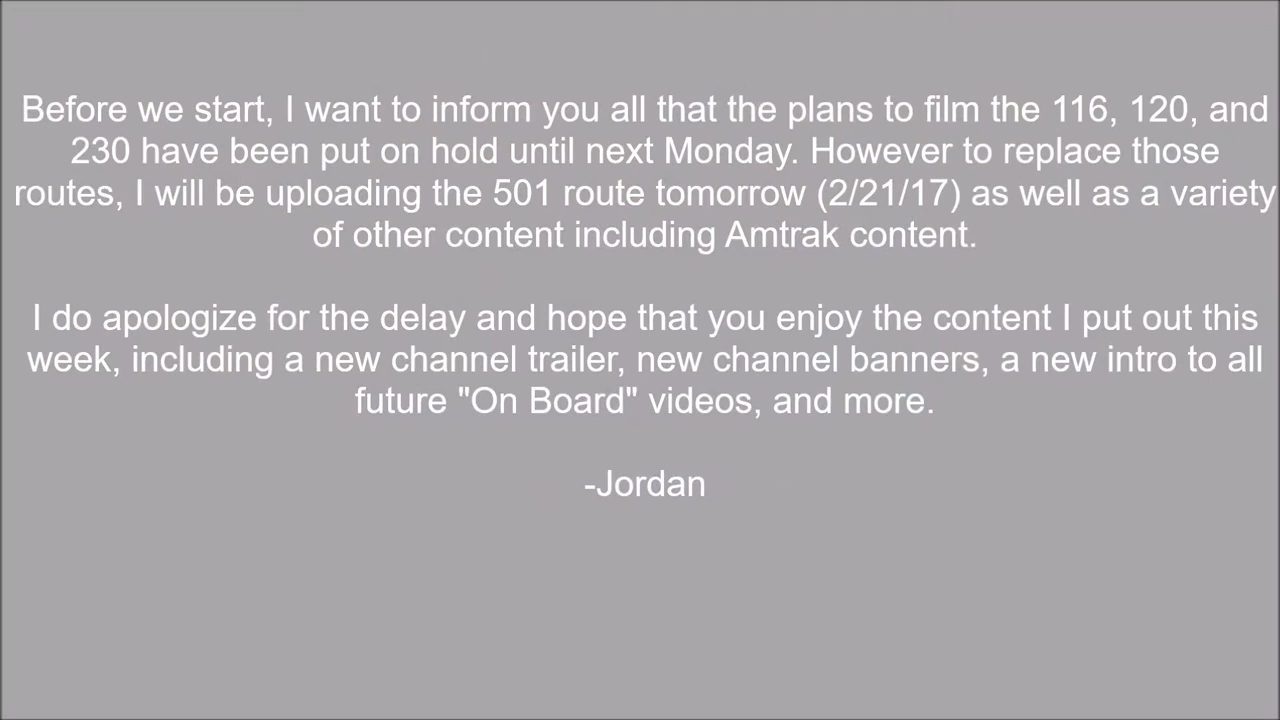 Before we start, I want to inform you all that the plans to film the 116, 120, and
230 have been put on hold until next Monday. However to replace those
routes, I will be uploading the 501 route tomorrow (2/21/17) as well as a variety
of other content including Amtrak content.
I do apologize for the delay and hope that you enjoy the content I put out this
week, including a new channel trailer, new channel banners, a new intro to all
future "On Board" videos, and more.
-Jordan